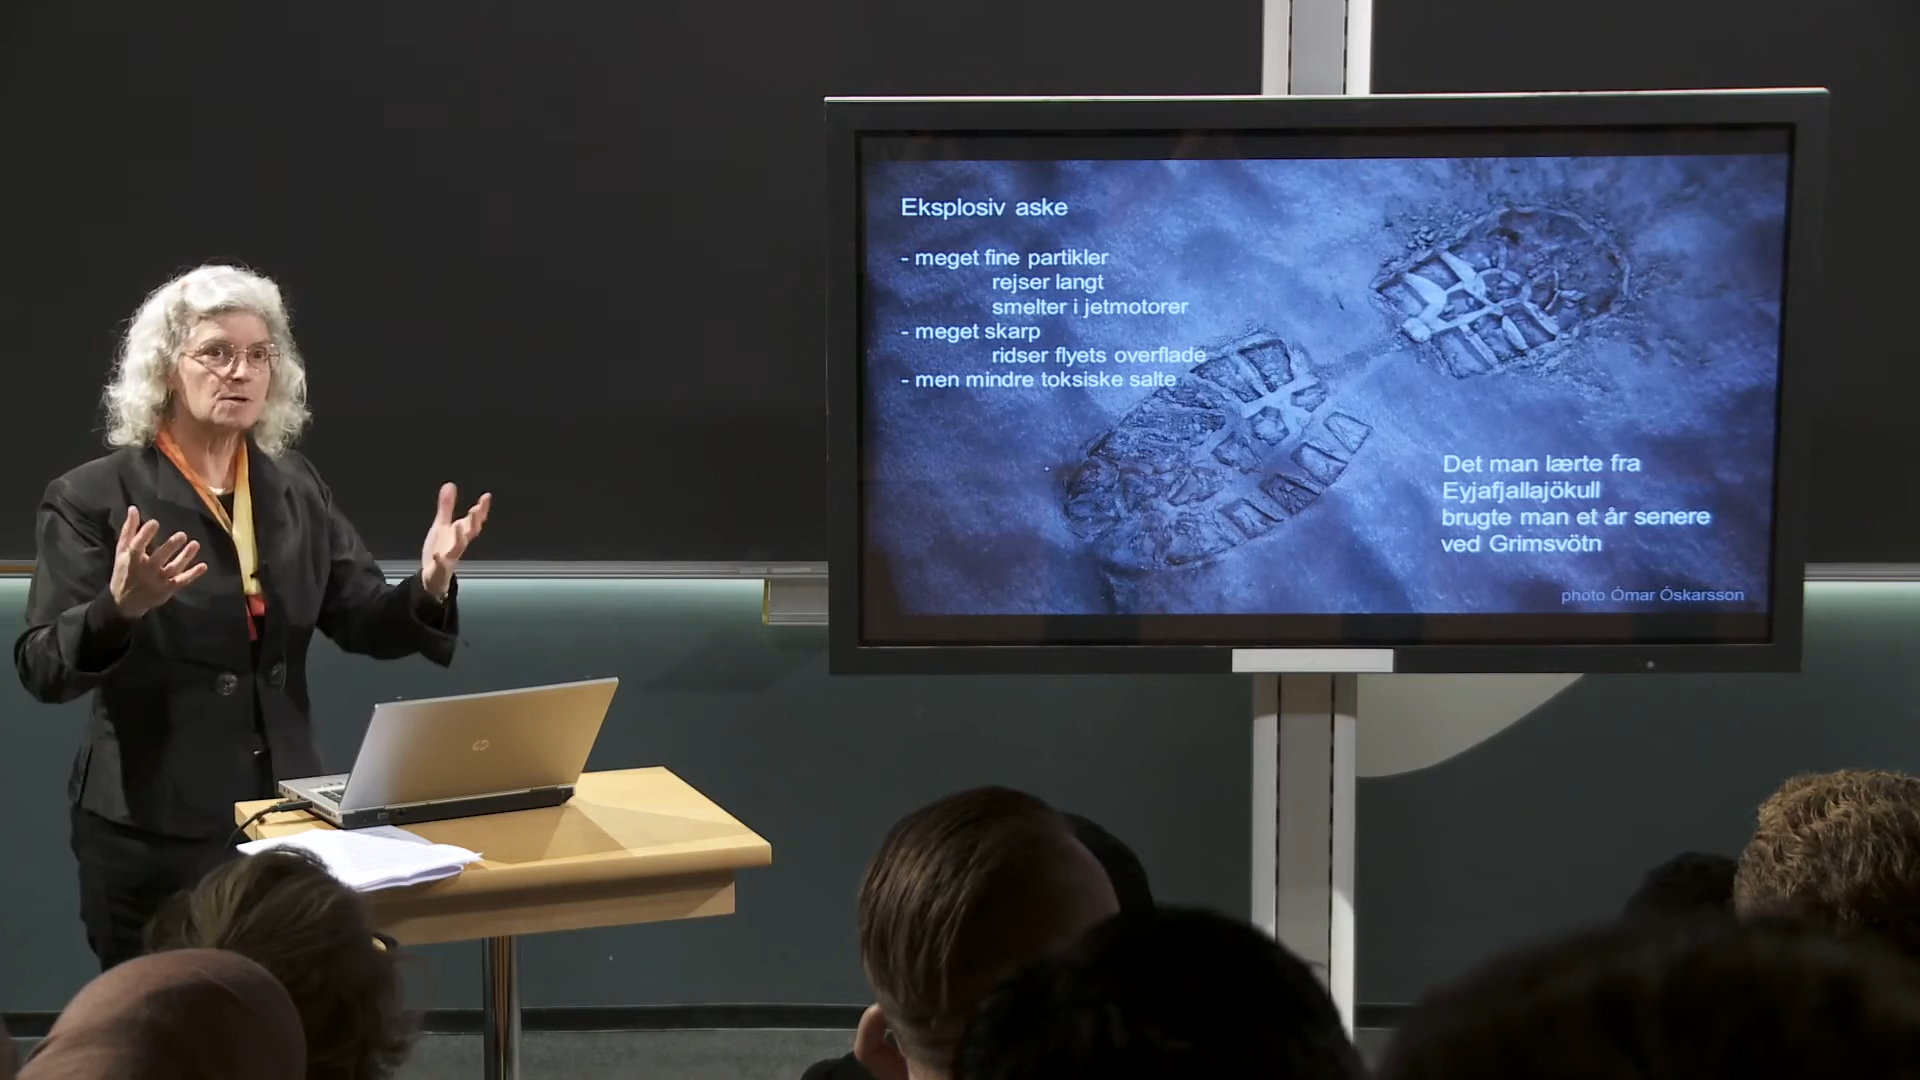 Eksplosiv aske
- meget fine partikler
rejser langt
smelter i jetmotorer
- meget skarp
ridser flyets overflade
- men mindre toksiske salte
Det man lærte fra
Eyjafjallajökull
brugte man et år senere
ved Grimsvötn
photo Ómar Óskarsson
hp